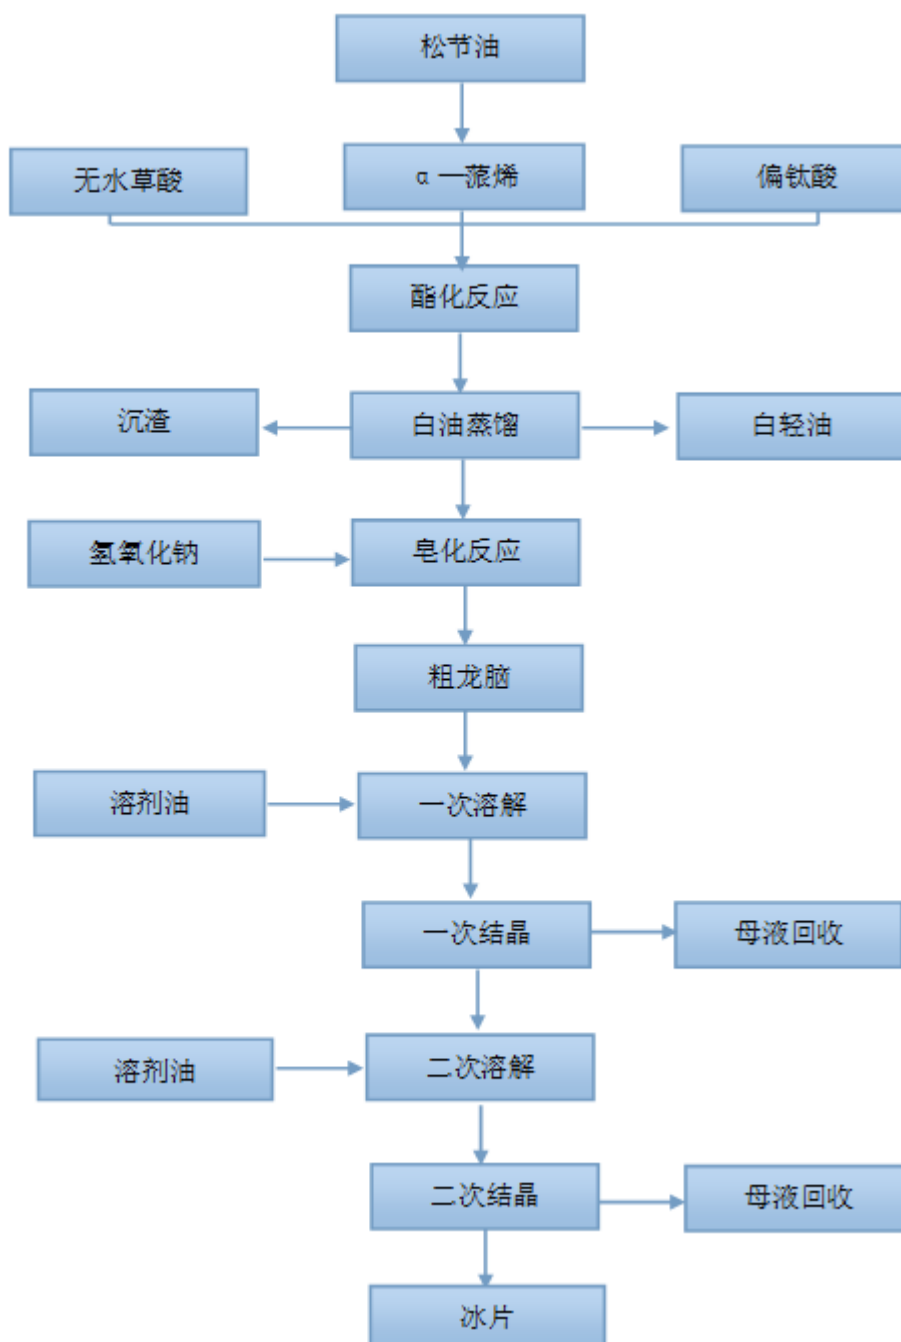 松节油
无水草酸
α一蒎烯
偏钛酸
酯化反应
沉渣
白油蒸馏
白轻油
氢氧化钠
皂化反应
粗龙脑
溶剂油
一次溶解
一次结晶
母液回收
溶剂油
二次溶解
二次结晶
母液回收
冰片